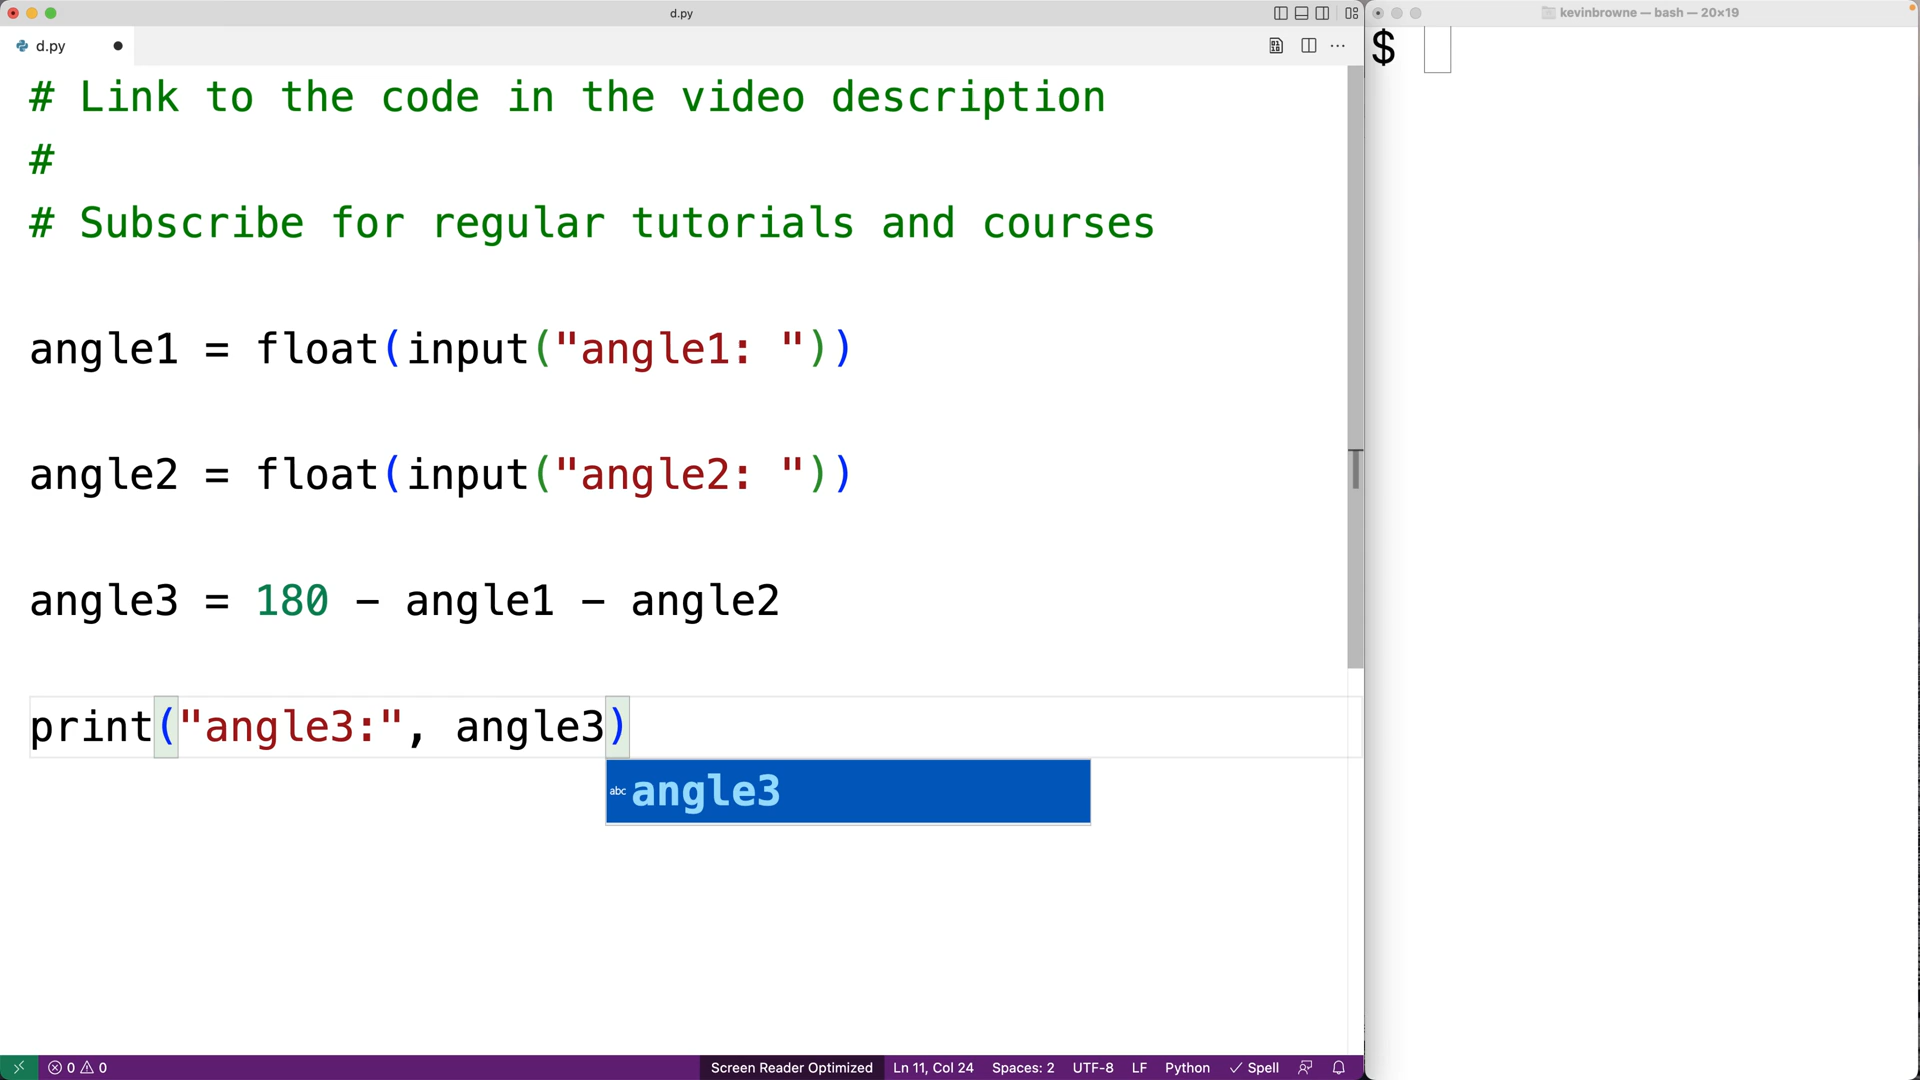 d.py
kevinbrowne — bash — 20×19
d.py
$
# Link to the code in the video description
#
# Subscribe for regular tutorials and courses
angle1 = float(input("angle1: "))
angle2 = float(input("angle2: "))
angle3 = 180 - angle1 - angle2
print("angle3:", angle3)
abc angle3
0 0
Screen Reader Optimized Ln 11, Col 24 Spaces: 2 UTF-8 LF Python Spell